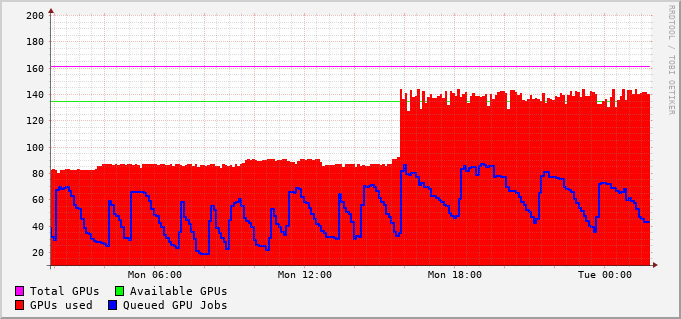 200
180
160
140
120
100
80
60
40
20
Mon 06:00 Mon 12:00 Mon 18:00 Tue 00:00
Total GPUs Available GPUs
GPUs used Queued GPU Jobs
RRDTOOL / TOBI OETIKER